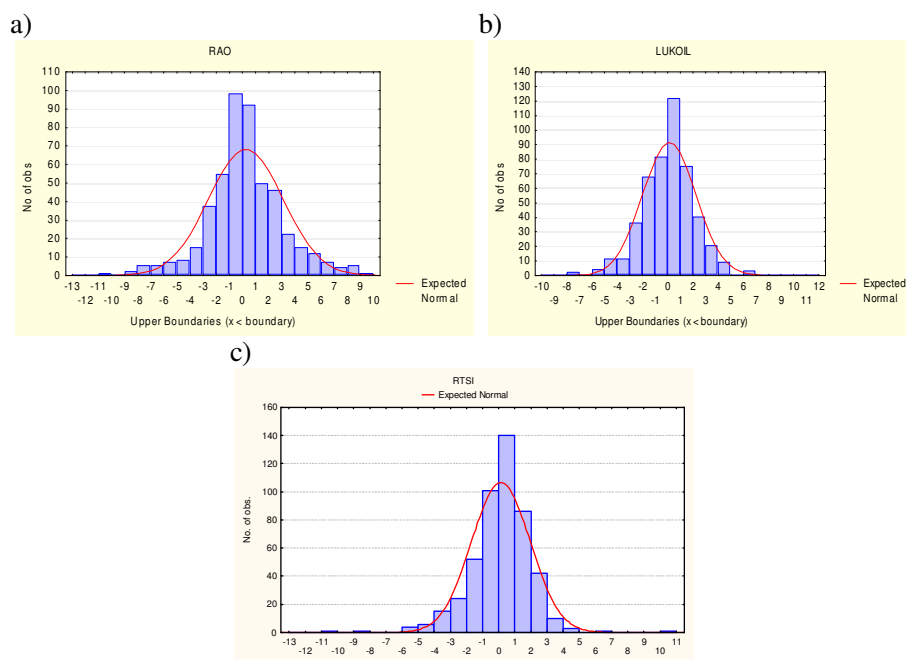 a)
RAO
110
100
90
80
70
60
50
40
30
20
10
0
No of obs
-13 -11 -9 -7 -5 -3 -1 1 3 5 7 9
-12 -10 -8 -6 -4 -2 0 2 4 6 8 10
Upper Boundaries (x < boundary)
Expected
Normal
b)
LUKOIL
140
130
120
110
100
90
80
70
60
50
40
30
20
10
0
No of obs
-10 -8 -6 -4 -2 0 2 4 6 8 10 12
-9 -7 -5 -3 -1 1 3 5 7 9 11
Upper Boundaries (x < boundary)
Expected
Normal
c)
RTSI
Expected Normal
160
140
120
100
80
60
40
20
0
No. of obs.
-13 -11 -9 -7 -5 -3 -1 1 3 5 7 9 11
-12 -10 -8 -6 -4 -2 0 2 4 6 8 10